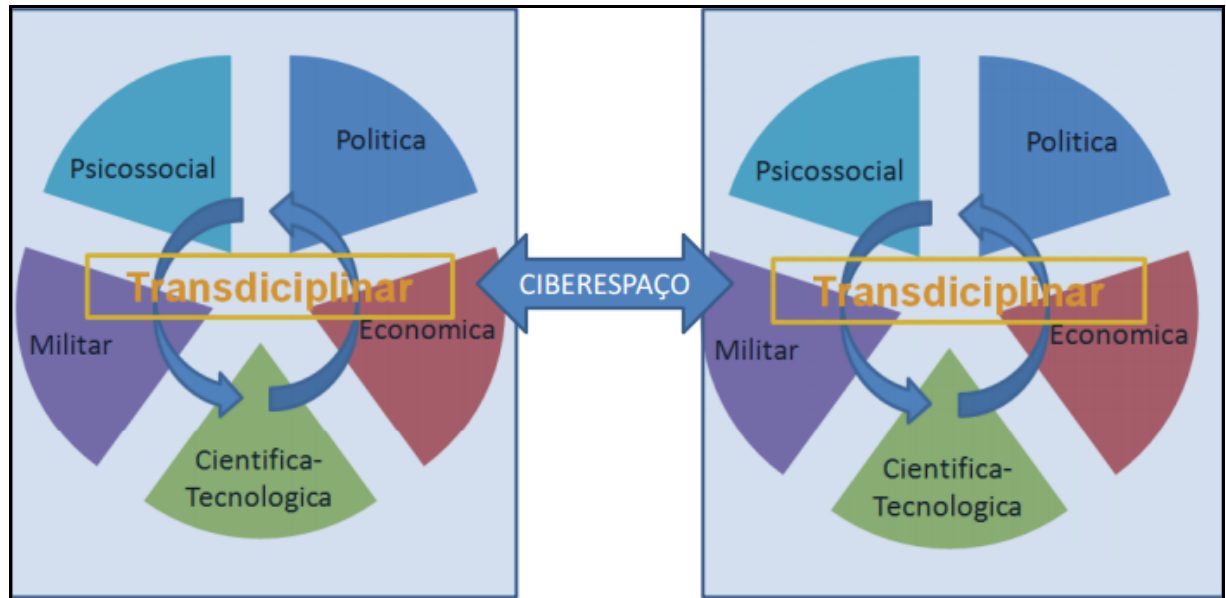 Psicossocial
Politica
Transdiciplinar
Militar
Economica
Cientifica-
Tecnologica
CIBERESPAÇO
Psicossocial
Politica
Transdiciplinar
Militar
Economica
Cientifica-
Tecnologica